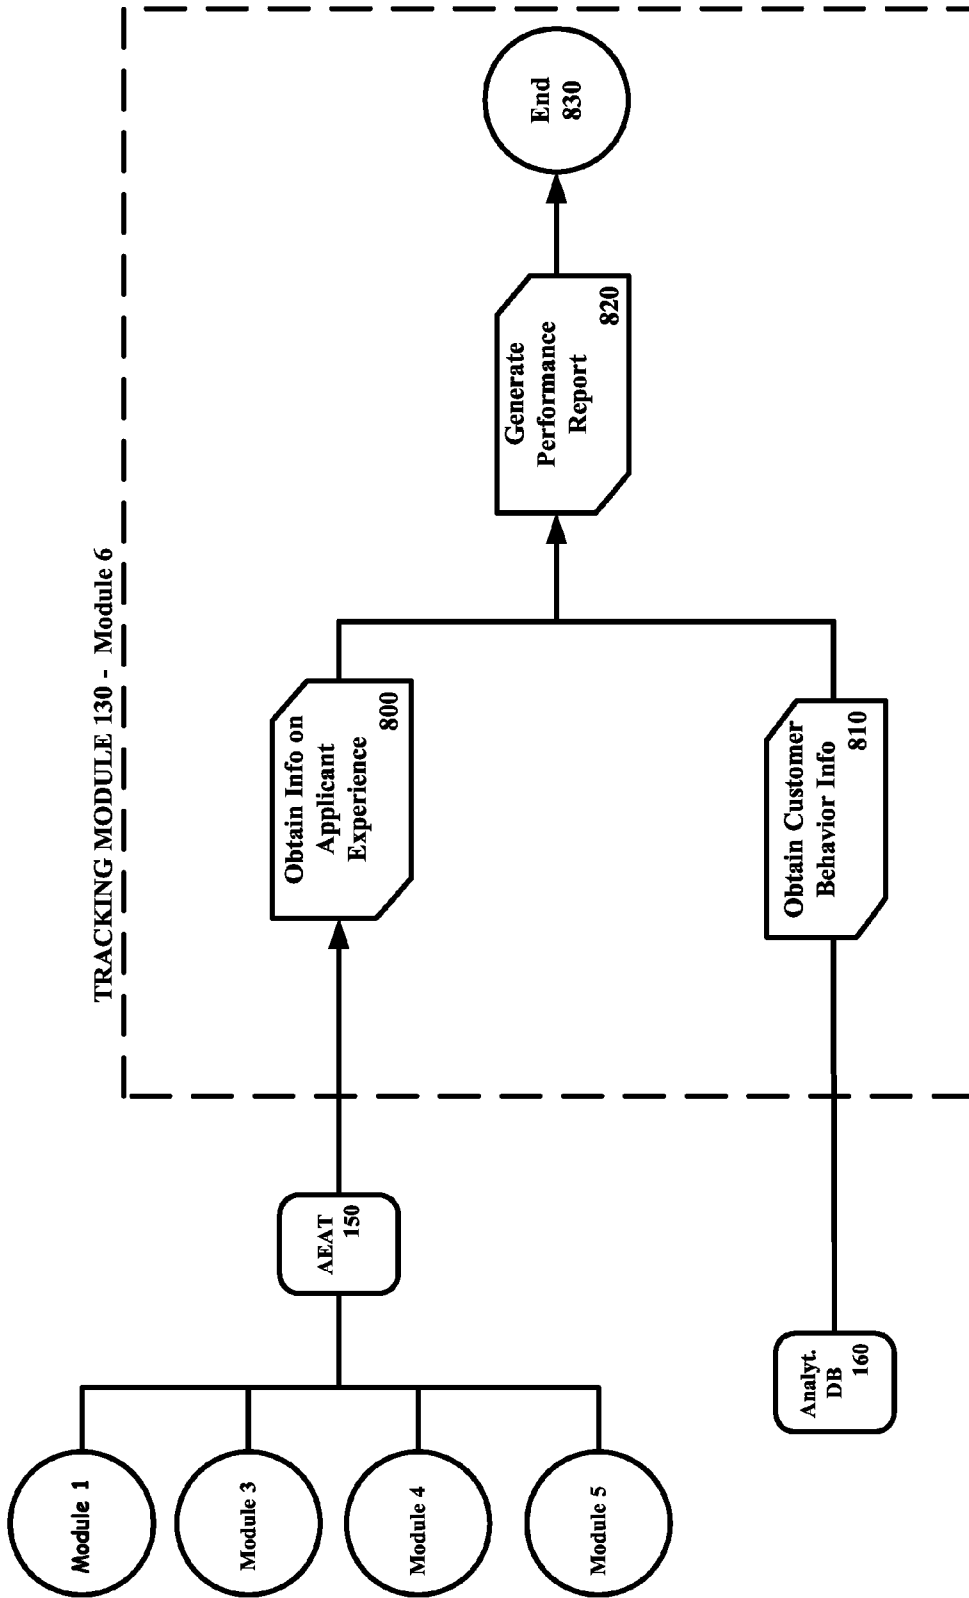 TRACKING MODULE 130 - Module 6
Module 1
Module 3
Module 4
Module 5
AEAT
150
Analyt.
DB
160
Obtain Info on
Applicant
Experience
800
Obtain Customer
Behavior Info
810
Generate
Performance
Report
820
End
830